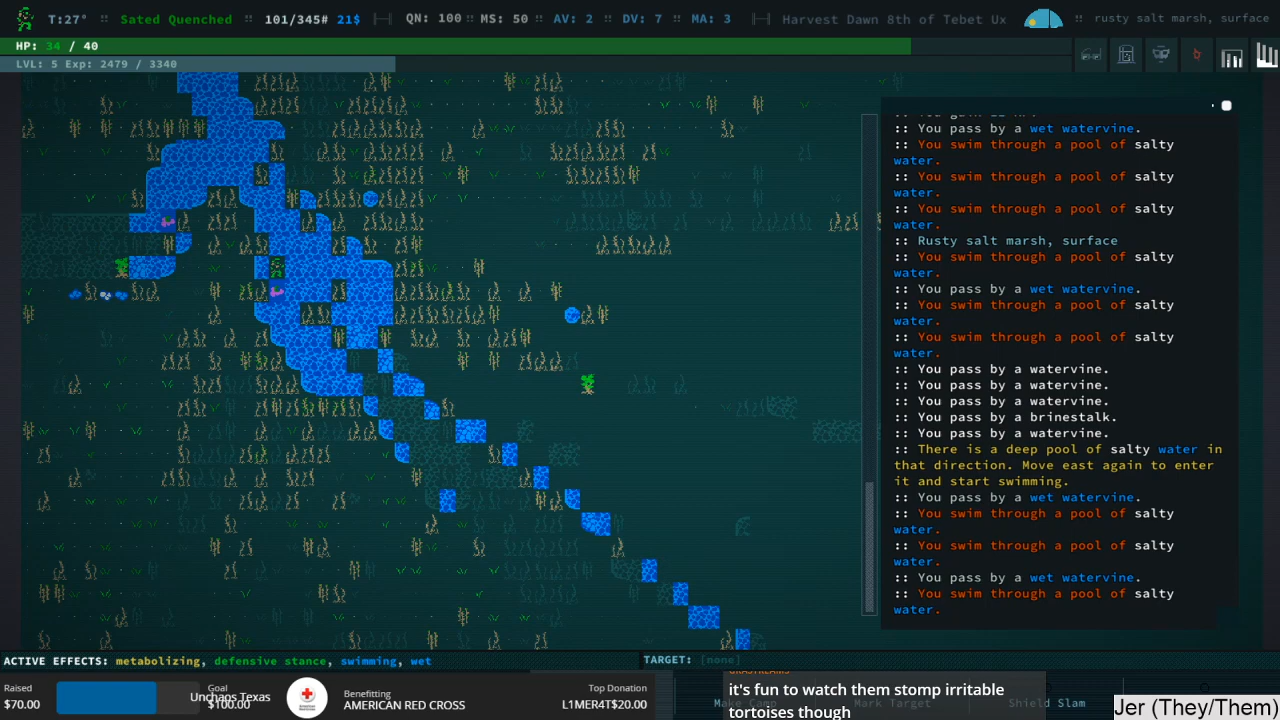 T:27° :: Sated Quenched :: 101/345# 21$ QN: 100 :: MS: 50 :: AV: 2 :: DV: 7 :: MA: 3 Harvest Dawn 8th of Tebet Ux :: rusty salt marsh, surface
HP: 34 / 40
LVL: 5 Exp: 2479 / 3340
:: You pass by a wet watervine.
:: You swim through a pool of salty
water.
:: You swim through a pool of salty
water.
:: You swim through a pool of salty
water.
:: Rusty salt marsh, surface
:: You swim through a pool of salty
water.
:: You pass by a wet watervine.
:: You swim through a pool of salty
water.
:: You swim through a pool of salty
water.
:: You pass by a watervine.
:: You pass by a watervine.
:: You pass by a watervine.
:: You pass by a brinestalk.
:: You pass by a watervine.
:: There is a deep pool of salty water in
that direction. Move east again to enter
it and start swimming.
:: You pass by a wet watervine.
:: You swim through a pool of salty
water.
:: You swim through a pool of salty
water.
:: You pass by a wet watervine.
:: You swim through a pool of salty
water.
ACTIVE EFFECTS: metabolizing, defensive stance, swimming, wet
TARGET: [none]
Raised
$70.00
Goal
$100.00
Unchaos Texas
Benefitting
AMERICAN RED CROSS
Top Donation
L1MER4T$20.00
it's fun to watch them stomp irritable
tortoises though
Make Camp
Mark Target
Shield Slam
Jer (They/Them)